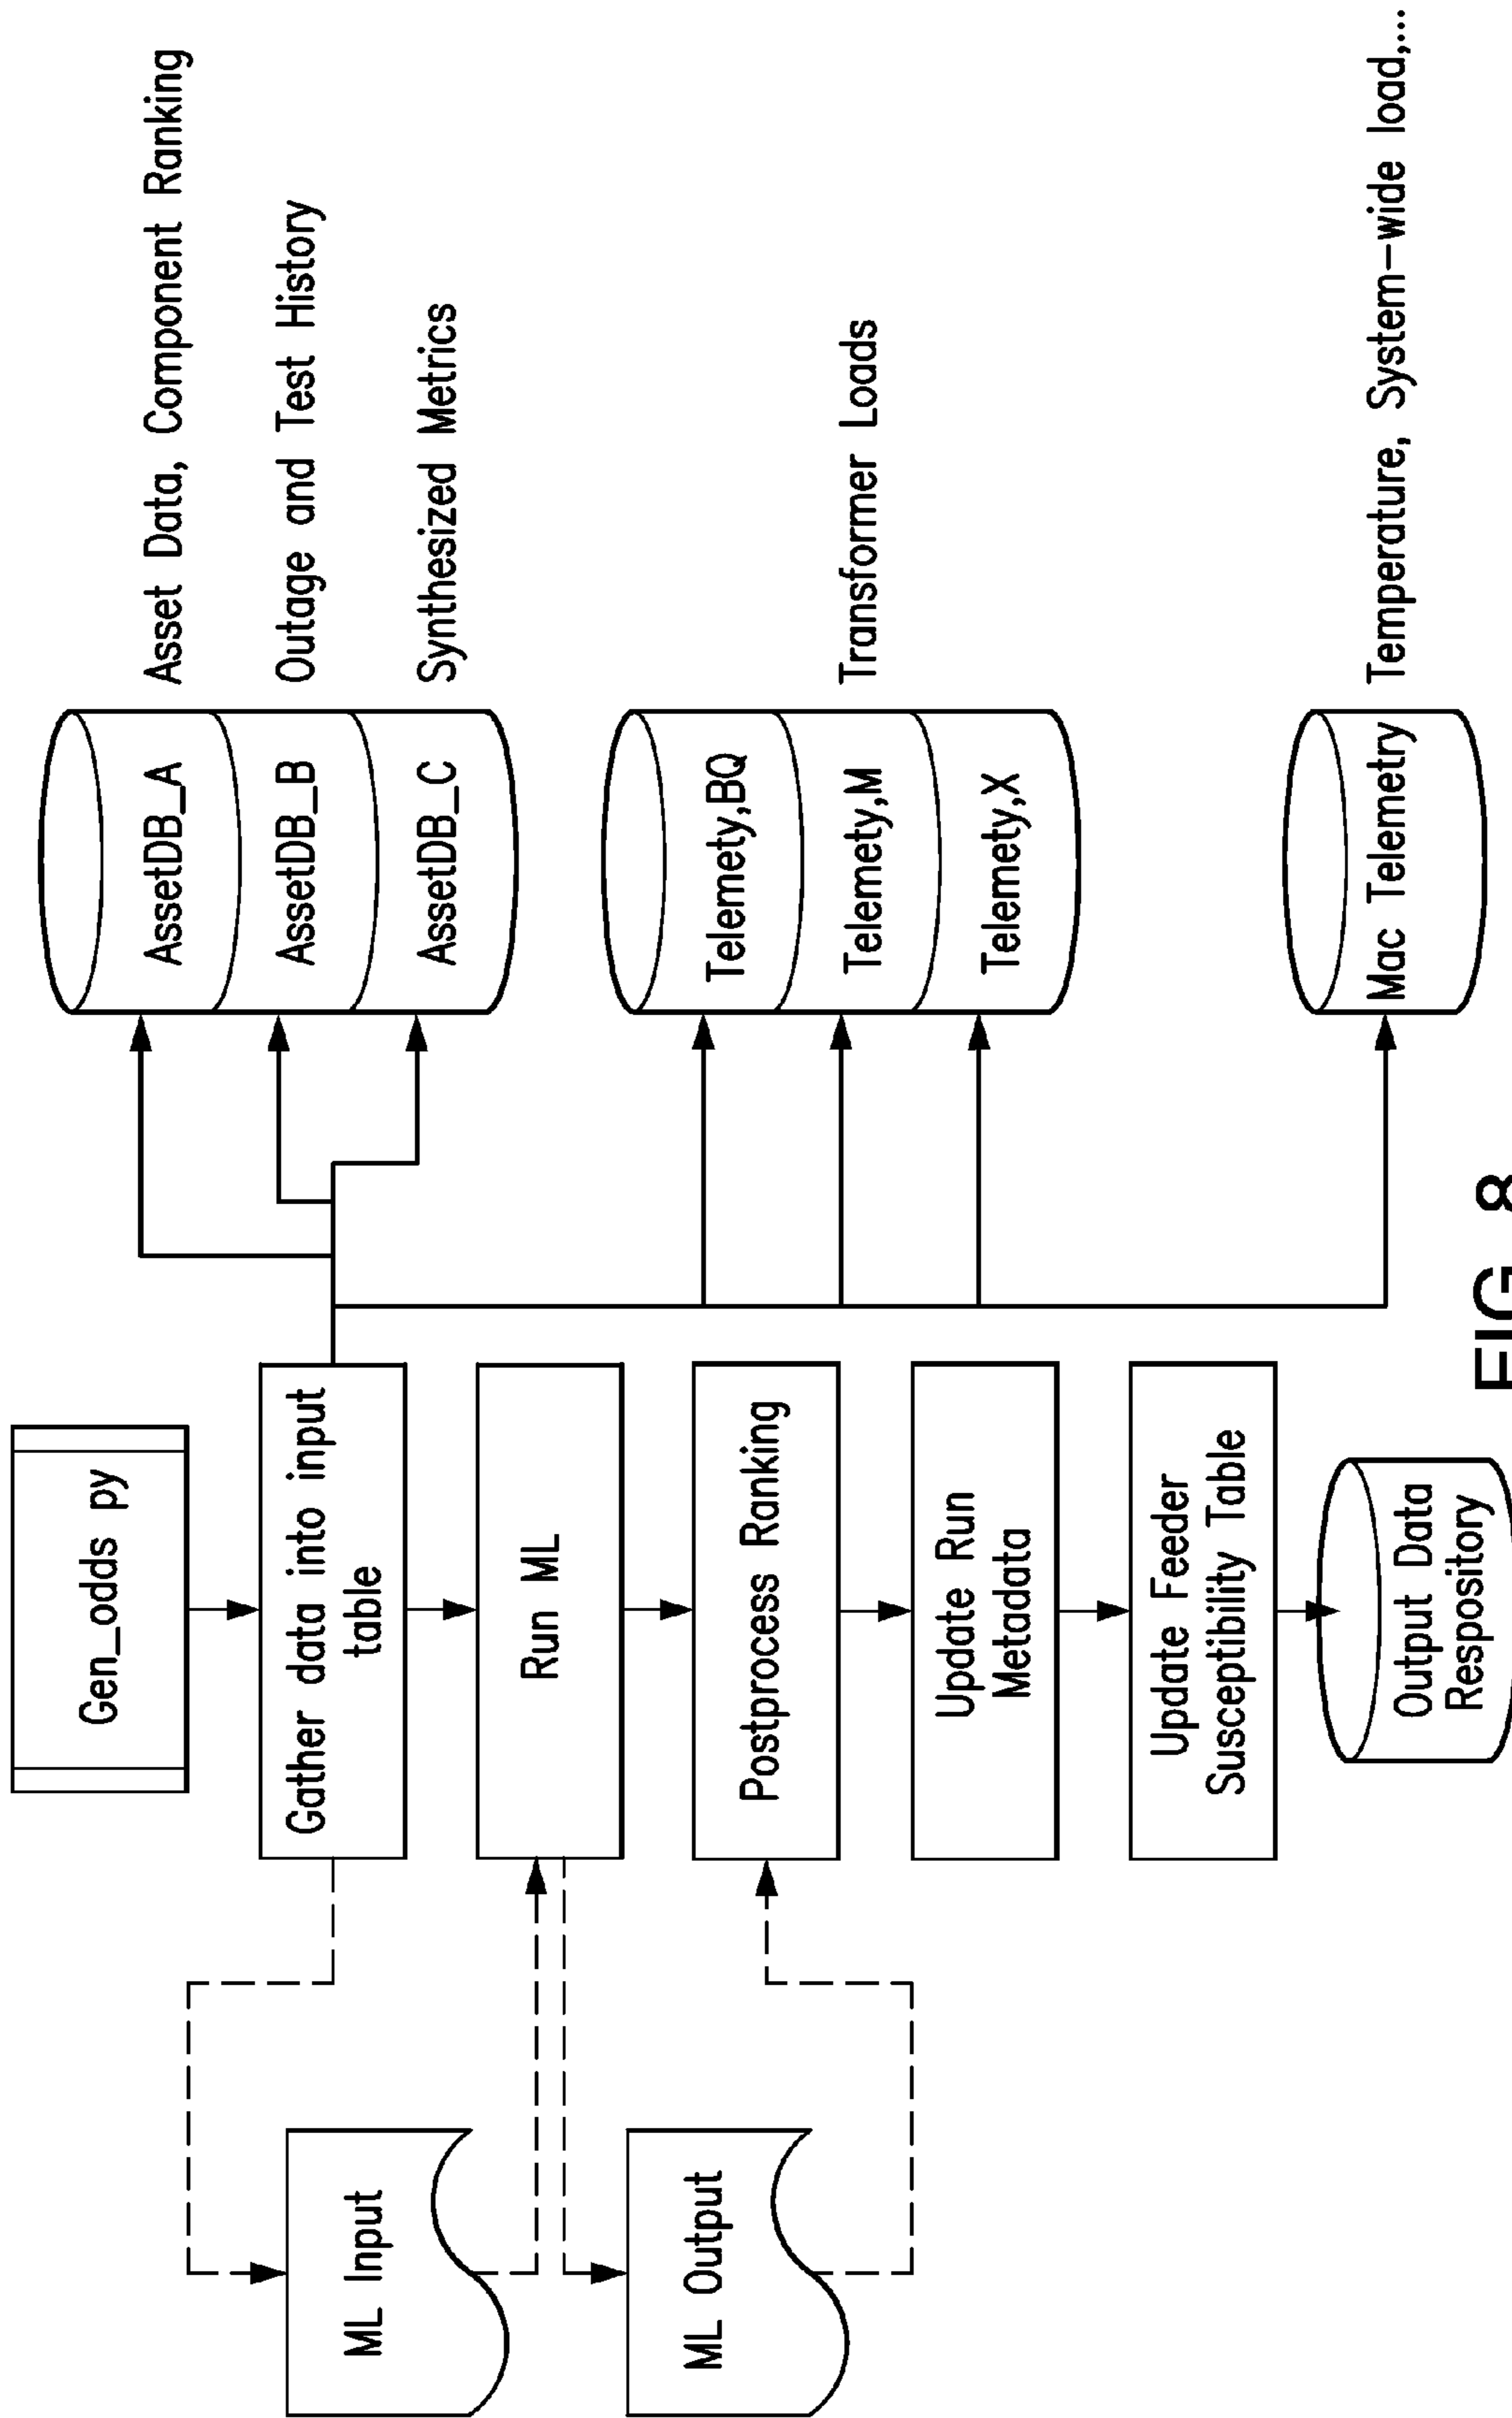 Gen_odds py
Gather data into input
table
Run ML
Postprocess Ranking
Update Run
Metadata
Update Feeder
Susceptibility Table
Output Data
Respository
ML Input
ML Output
AssetDB_A
AssetDB_B
AssetDB_C
Asset Data, Component Ranking
Outage and Test History
Synthesized Metrics
Telemety,BQ
Telemety,M
Telemety,X
Transformer Loads
Mac Telemetry
Temperature, System-wide load,...
FIG. 8